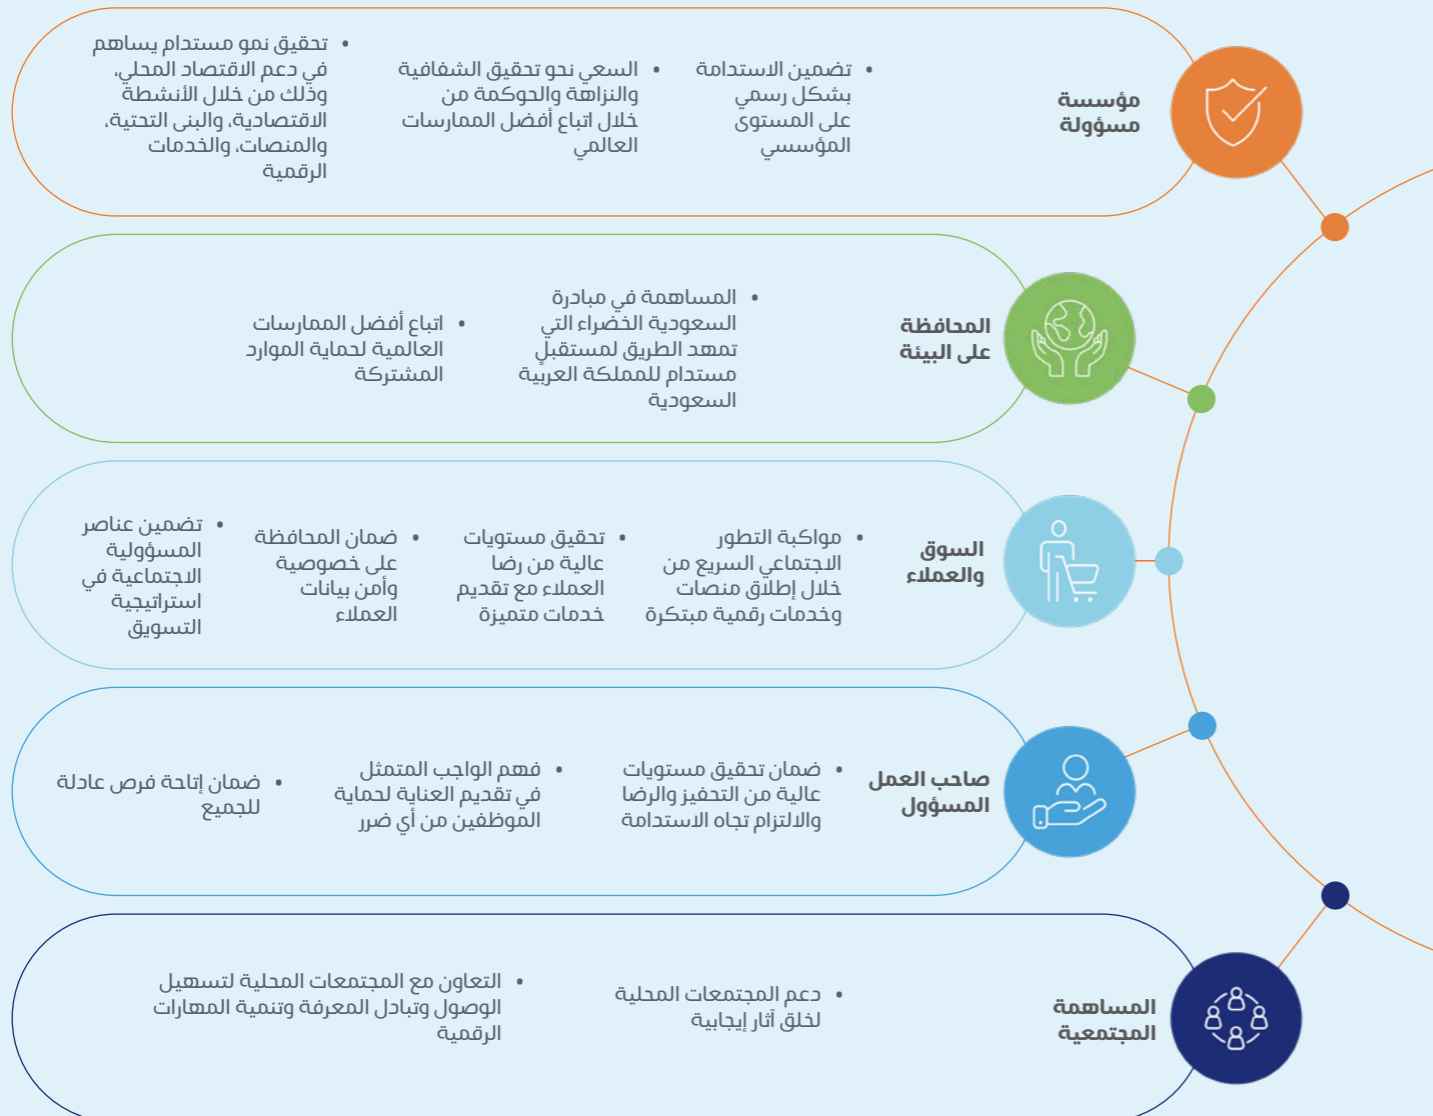 مؤسسة
مسؤولة
• تضمين الاستدامة
بشكل رسمي
على المستوى
المؤسسي
• السعي نحو تحقيق الشفافية
والنزاهة والحوكمة من
خلال اتباع أفضل الممارسات
العالمي
• تحقيق نمو مستدام يساهم
في دعم الاقتصاد المحلي،
وذلك من خلال الأنشطة
الاقتصادية، والبنى التحتية،
والمنصات، والخدمات
الرقمية
المحافظة
على البيئة
• المساهمة في مبادرة
السعودية الخضراء التي
تمهد الطريق لمستقبلٍ
مستدام للمملكة العربية
السعودية
• اتباع أفضل الممارسات
العالمية لحماية الموارد
المشتركة
السوق
والعملاء
• مواكبة التطور
الاجتماعي السريع من
خلال إطلاق منصات
وخدمات رقمية مبتكرة
• تحقيق مستويات
عالية من رضا
العملاء مع تقديم
خدمات متميزة
• ضمان المحافظة
على خصوصية
وأمن بيانات
العملاء
• تضمين عناصر
المسؤولية
الاجتماعية في
استراتيجية
التسويق
صاحب العمل
المسؤول
• ضمان تحقيق مستويات
عالية من التحفيز والرضا
والالتزام تجاه الاستدامة
• فهم الواجب المتمثل
في تقديم العناية لحماية
الموظفين من أي ضرر
• ضمان إتاحة فرص عادلة
للجميع
المساهمة
المجتمعية
• دعم المجتمعات المحلية
لخلق آثار إيجابية
• التعاون مع المجتمعات المحلية لتسهيل
الوصول وتبادل المعرفة وتنمية المهارات
الرقمية